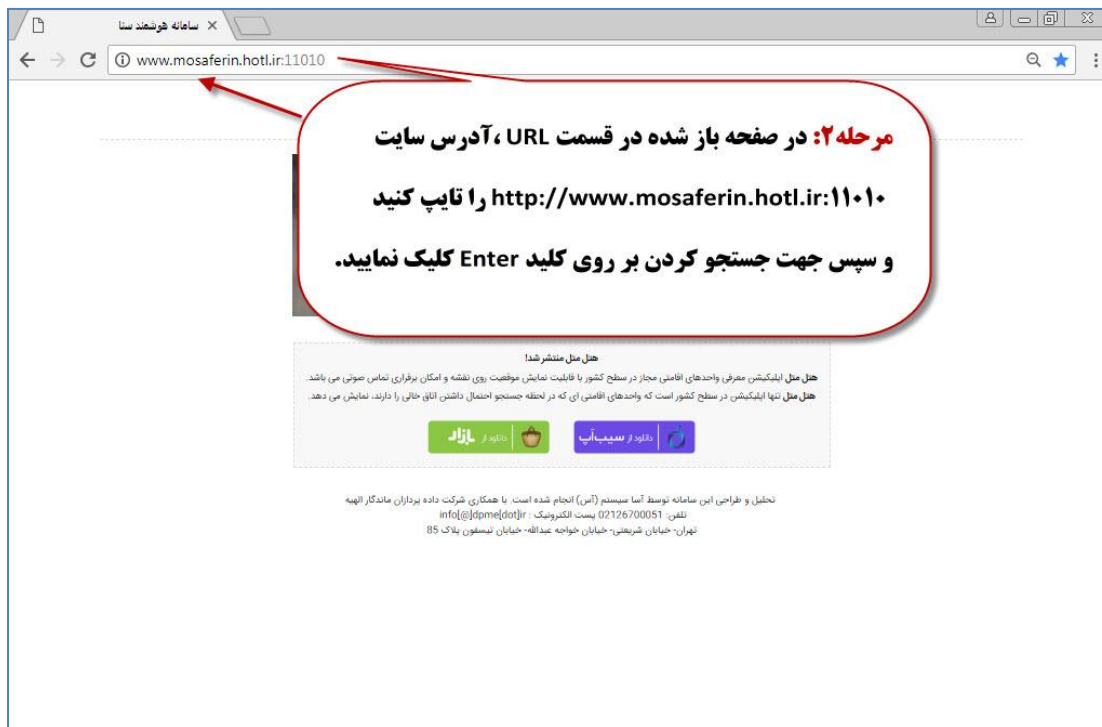 سامانه هوشمند سنا
www.mosaferin.hotl.ir:11010
مرحله۲: در صفحه باز شده در قسمت URL ،آدرس سایت
http://www.mosaferin.hotl.ir:۱۱۰۱۰ را تایپ کنید
و سپس جهت جستجو کردن بر روی کلید Enter کلیک نمایید.
هتل متل منتشر شد!
هتل متل اپلیکیشن معرفی واحدهای اقامتی مجاز در سطح کشور با قابلیت نمایش موقعیت روی نقشه و امکان برقراری تماس صوتی می باشد.
هتل متل تنها اپلیکیشن در سطح کشور است که واحدهای اقامتی ای که در لحظه جستجو احتمال داشتن اتاق خالی را دارند، نمایش می دهد.
دانلود از سیب‌آپ
دانلود از بازار
تحلیل و طراحی این سامانه توسط آسا سیستم (آس) انجام شده است. با همکاری شرکت داده پردازان ماندگار الهیه
تلفن: 02126700051 پست الکترونیک : info[@]dpme[dot]ir
تهران- خیابان شریعتی- خیابان خواجه عبدالله- خیابان تیسفون پلاک 85